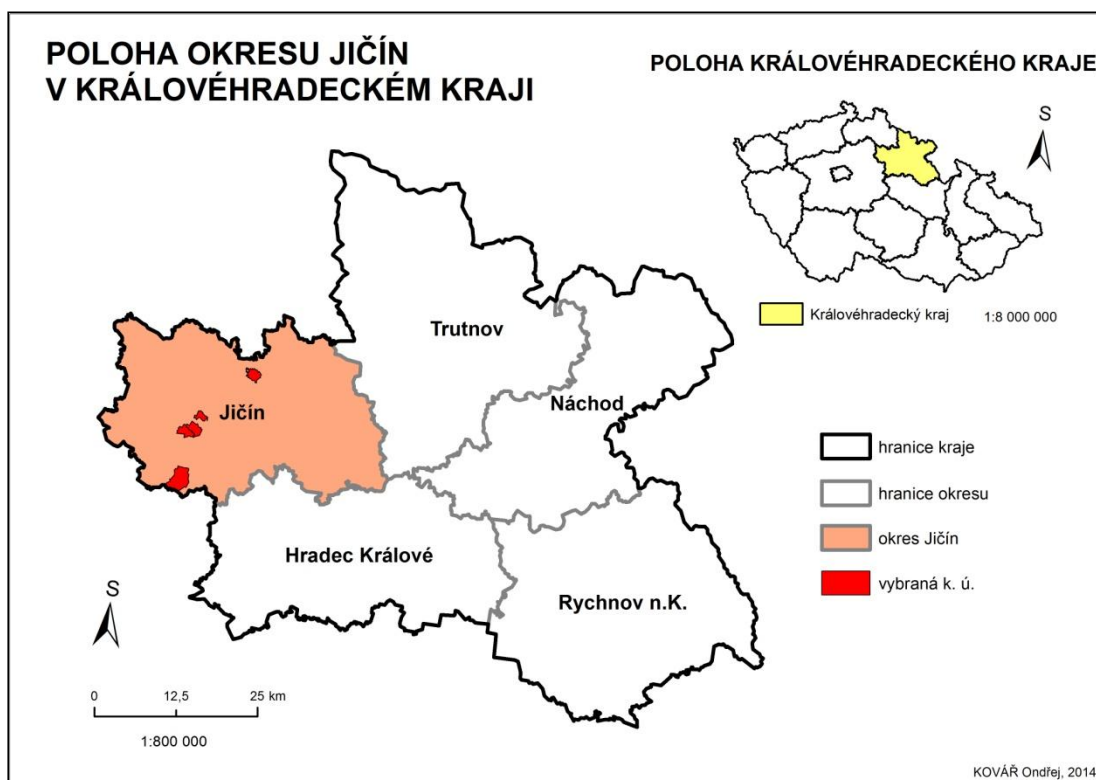 POLOHA OKRESU JIČÍN
V KRÁLOVÉHRADECKÉM KRAJI
POLOHA KRÁLOVÉHRADECKÉHO KRAJE
S
Královéhradecký kraj
1:8 000 000
Trutnov
Náchod
Jičín
Hradec Králové
Rychnov n.K.
hranice kraje
hranice okresu
okres Jičín
vybraná k. ú.
S
0 12,5 25 km
1:800 000
KOVÁŘ Ondřej, 2014